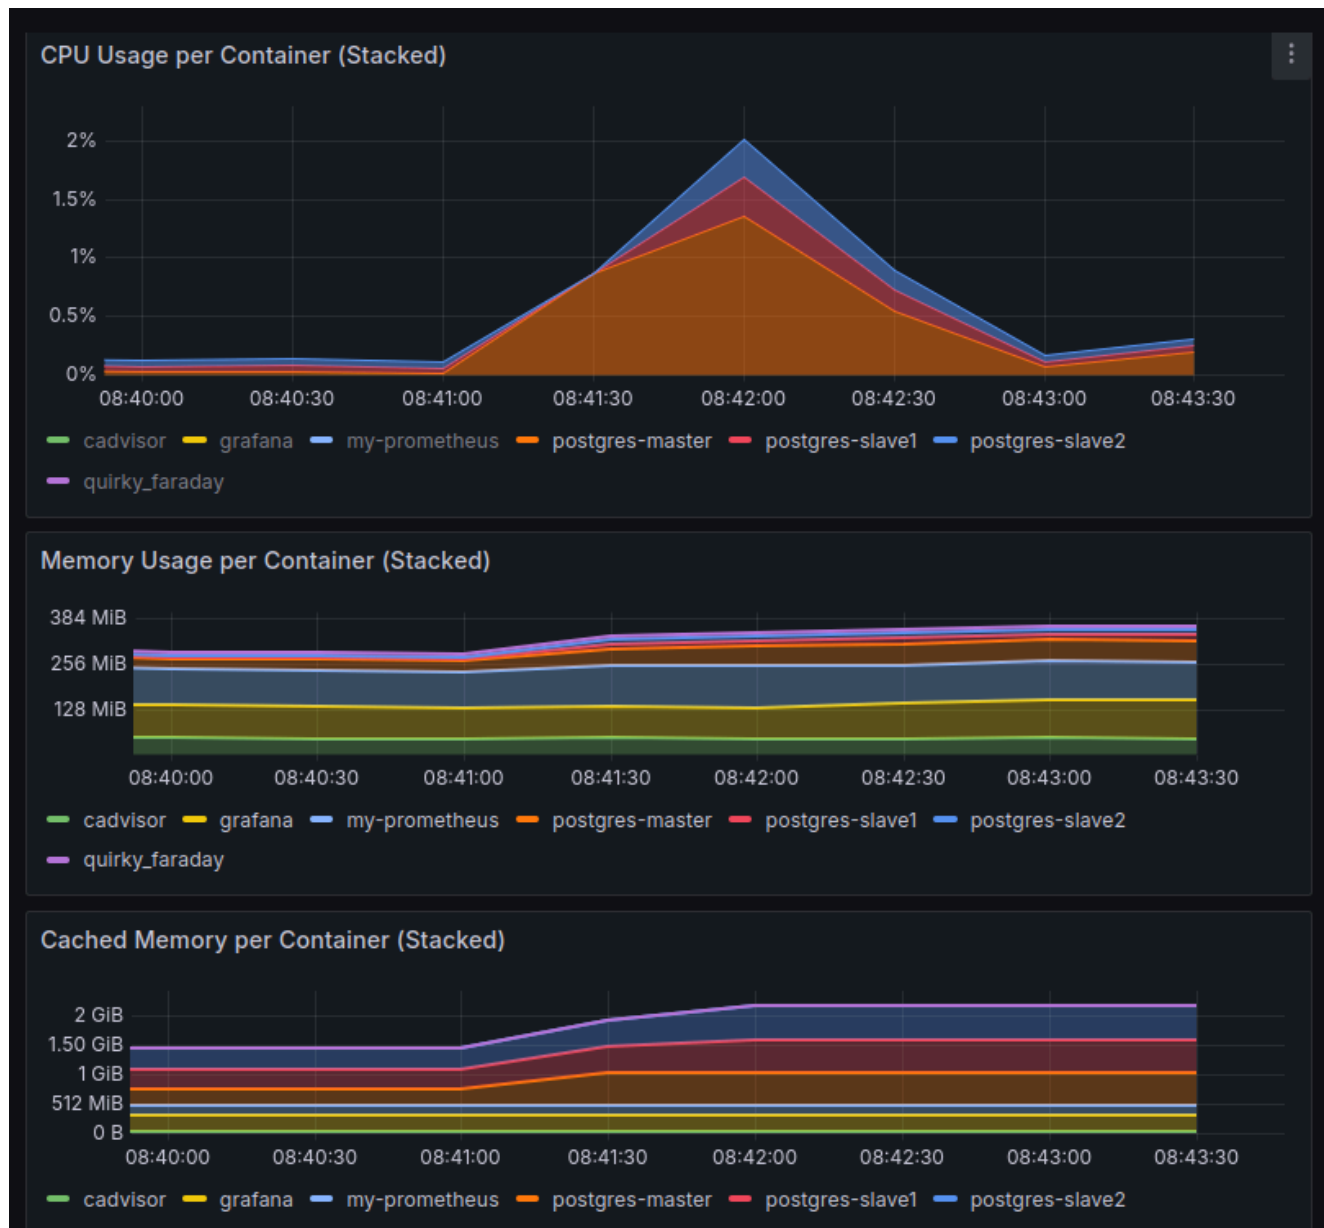 CPU Usage per Container (Stacked)
2%
1.5%
1%
0.5%
0%
08:40:00 08:40:30 08:41:00 08:41:30 08:42:00 08:42:30 08:43:00 08:43:30
cadvisor grafana my-prometheus postgres-master postgres-slave1 postgres-slave2
quirky_faraday
Memory Usage per Container (Stacked)
384 MiB
256 MiB
128 MiB
08:40:00 08:40:30 08:41:00 08:41:30 08:42:00 08:42:30 08:43:00 08:43:30
cadvisor grafana my-prometheus postgres-master postgres-slave1 postgres-slave2
quirky_faraday
Cached Memory per Container (Stacked)
2 GiB
1.50 GiB
1 GiB
512 MiB
0 B
08:40:00 08:40:30 08:41:00 08:41:30 08:42:00 08:42:30 08:43:00 08:43:30
cadvisor grafana my-prometheus postgres-master postgres-slave1 postgres-slave2